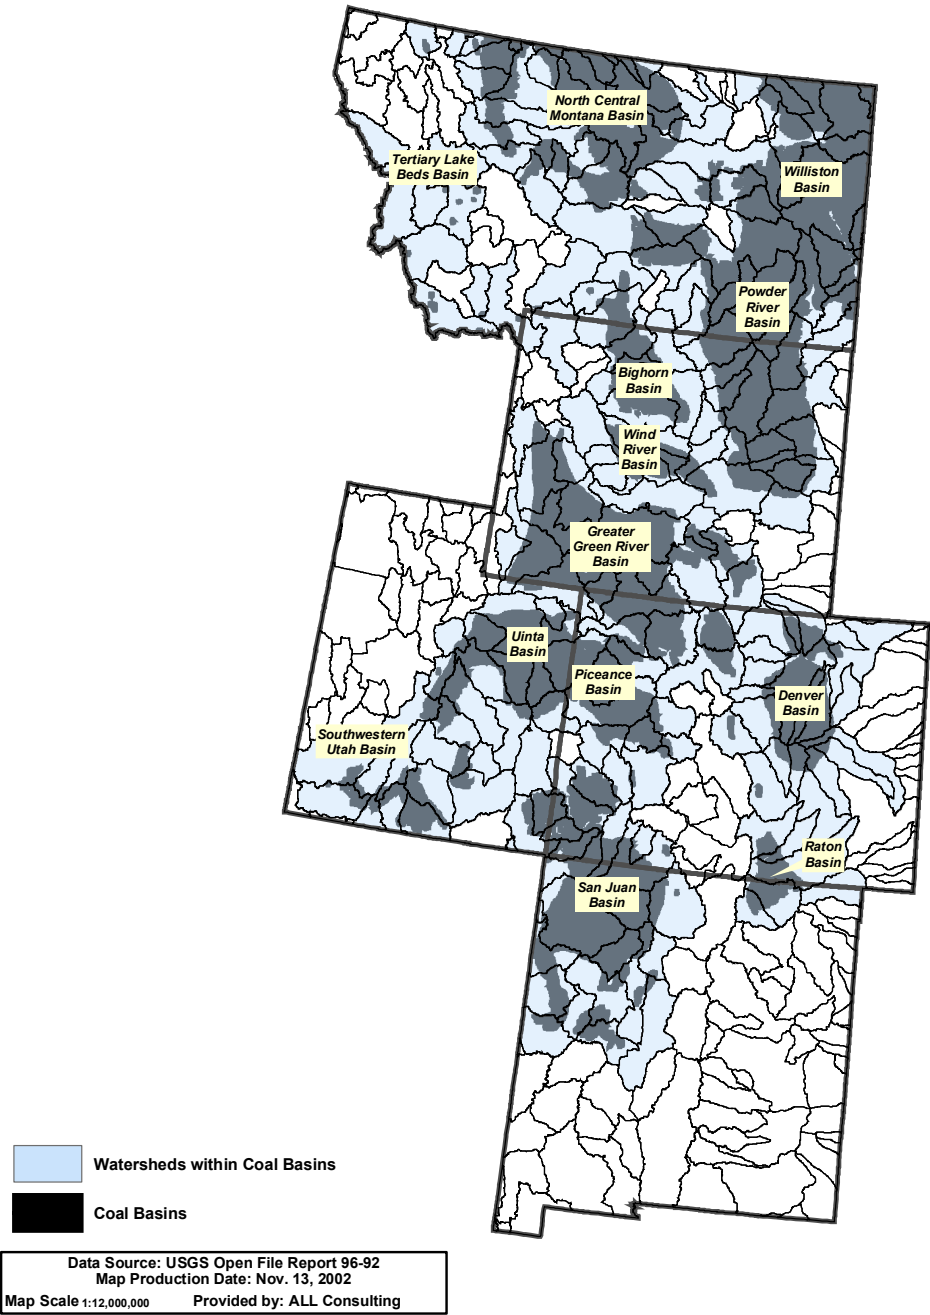 North Central
Montana Basin
Tertiary Lake
Beds Basin
Williston
Basin
Powder
River
Basin
Bighorn
Basin
Wind
River
Basin
Greater
Green River
Basin
Uinta
Basin
Piceance
Basin
Denver
Basin
Southwestern
Utah Basin
Raton
Basin
San Juan
Basin
Watersheds within Coal Basins
Coal Basins
Data Source: USGS Open File Report 96-92
Map Production Date: Nov. 13, 2002
Map Scale 1:12,000,000 Provided by: ALL Consulting